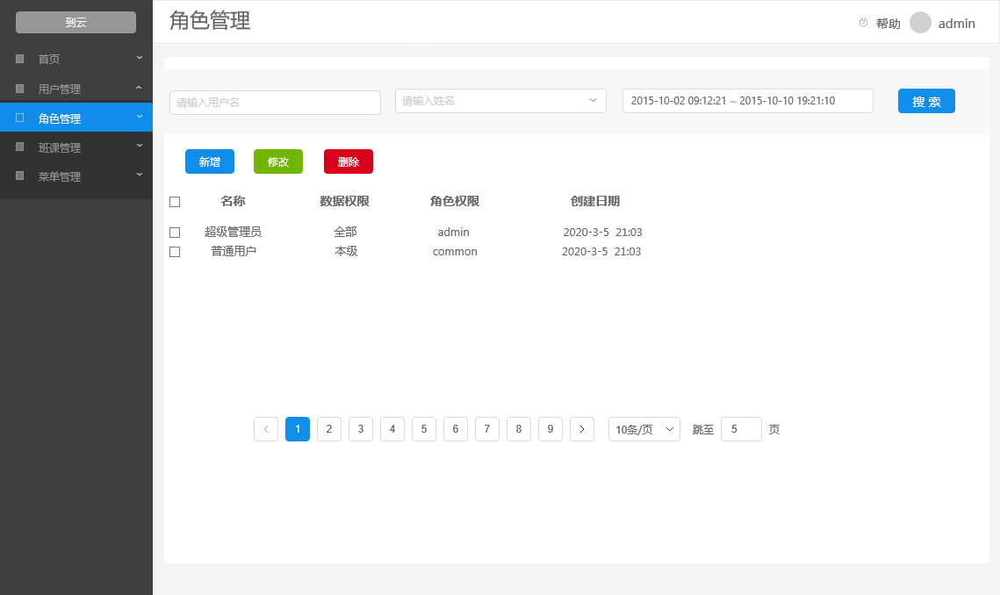 到云
首页
用户管理
角色管理
班课管理
菜单管理
角色管理
帮助 admin
请输入用户名 请输入姓名 2015-10-02 09:12:21 ~ 2015-10-10 19:21:10 搜 索
新增 修改 删除
名称 数据权限 角色权限 创建日期
超级管理员 全部 admin 2020-3-5 21:03
普通用户 本级 common 2020-3-5 21:03
1 2 3 4 5 6 7 8 9 10条/页 跳至 5 页